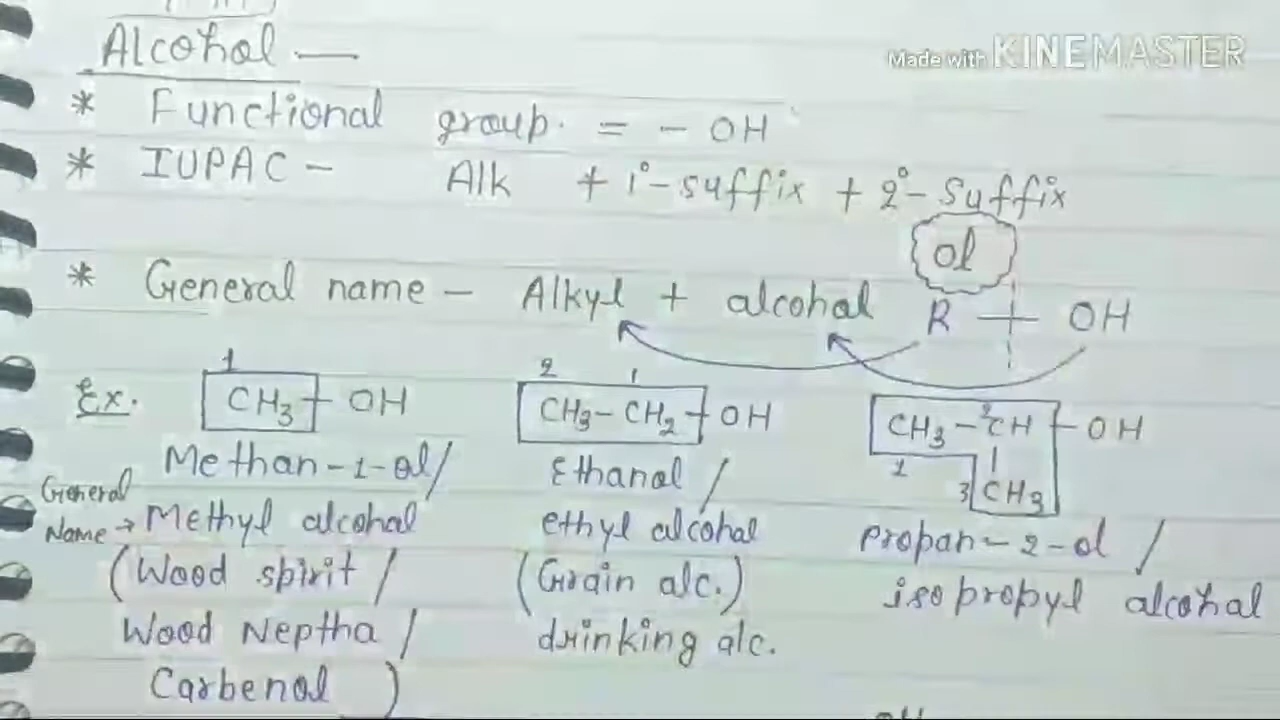 Alcohal —
Made with KINEMASTER
* Functional group. = - OH
* IUPAC - Alk + 1°-suffix + 2°- Suffix
ol
* General name - Alkyl + alcohal R + OH
Ex. 1 CH3 - OH
2 1 CH3 - CH2 - OH
CH3 - 2CH - OH
1
3 CH3
Methan-1-ol/
Ethanol /
Propan-2-ol /
General Name → Methyl alcohal
ethyl alcohal
isopropyl alcohal
(Wood spirit /
(Grain alc.)
Wood Neptha /
drinking alc.
Carbenol )